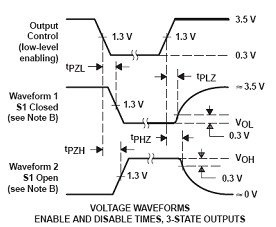 Output
Control
(low-level
enabling)
3.5 V
1.3 V
1.3 V
0.3 V
tPZL
tPLZ
Waveform 1
S1 Closed
(see Note B)
≈ 3.5 V
1.3 V
VOL
0.3 V
tPZH
tPHZ
Waveform 2
S1 Open
(see Note B)
VOH
1.3 V
0.3 V
≈ 0 V
VOLTAGE WAVEFORMS
ENABLE AND DISABLE TIMES, 3-STATE OUTPUTS